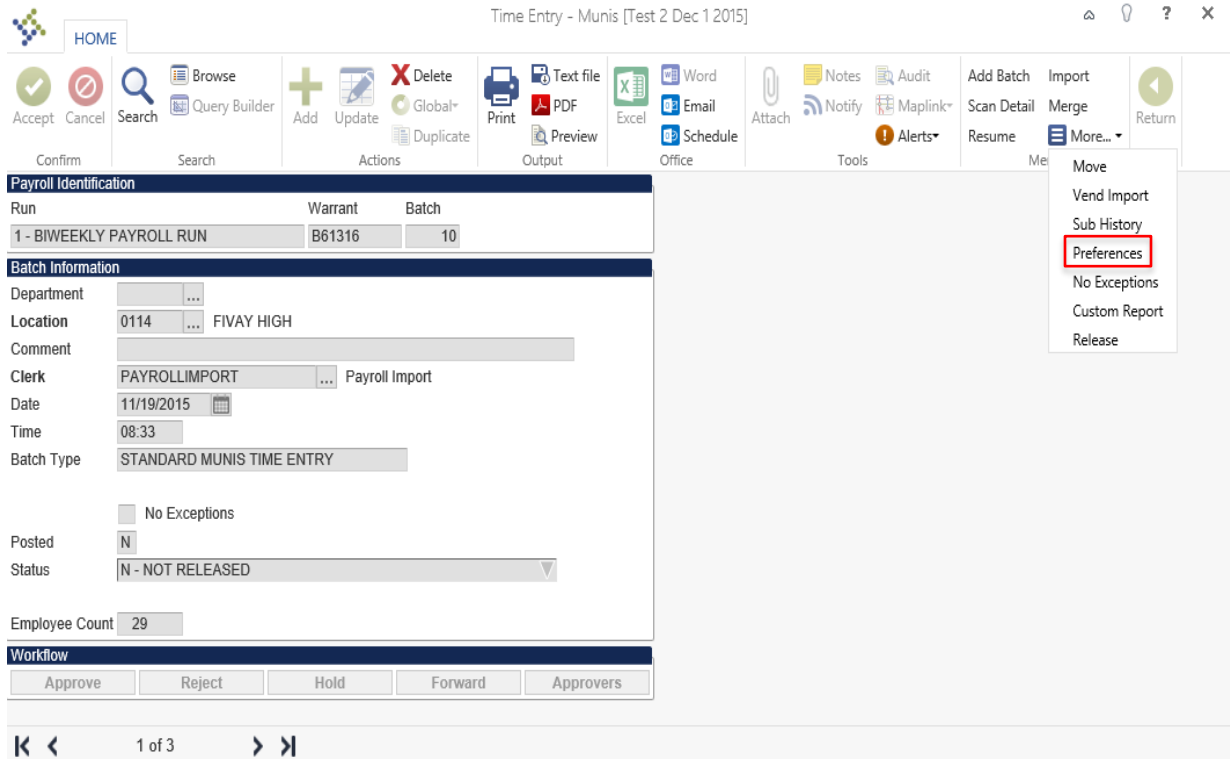 Time Entry - Munis [Test 2 Dec 1 2015]
?
X
HOME
Accept
Cancel
Confirm
Search
Browse
Query Builder
Search
Add
Update
Delete
Global
Duplicate
Actions
Print
Text file
PDF
Preview
Output
Excel
Word
Email
Schedule
Office
Attach
Notes
Notify
Audit
Maplink
Alerts
Tools
Add Batch
Scan Detail
Resume
Import
Merge
More...
Me
Return
Move
Vend Import
Sub History
Preferences
No Exceptions
Custom Report
Release
Payroll Identification
Run Warrant Batch
1 - BIWEEKLY PAYROLL RUN B61316 10
Batch Information
Department ...
Location 0114 ... FIVAY HIGH
Comment
Clerk PAYROLLIMPORT ... Payroll Import
Date 11/19/2015
Time 08:33
Batch Type STANDARD MUNIS TIME ENTRY
No Exceptions
Posted N
Status N - NOT RELEASED
Employee Count 29
Workflow
Approve Reject Hold Forward Approvers
1 of 3